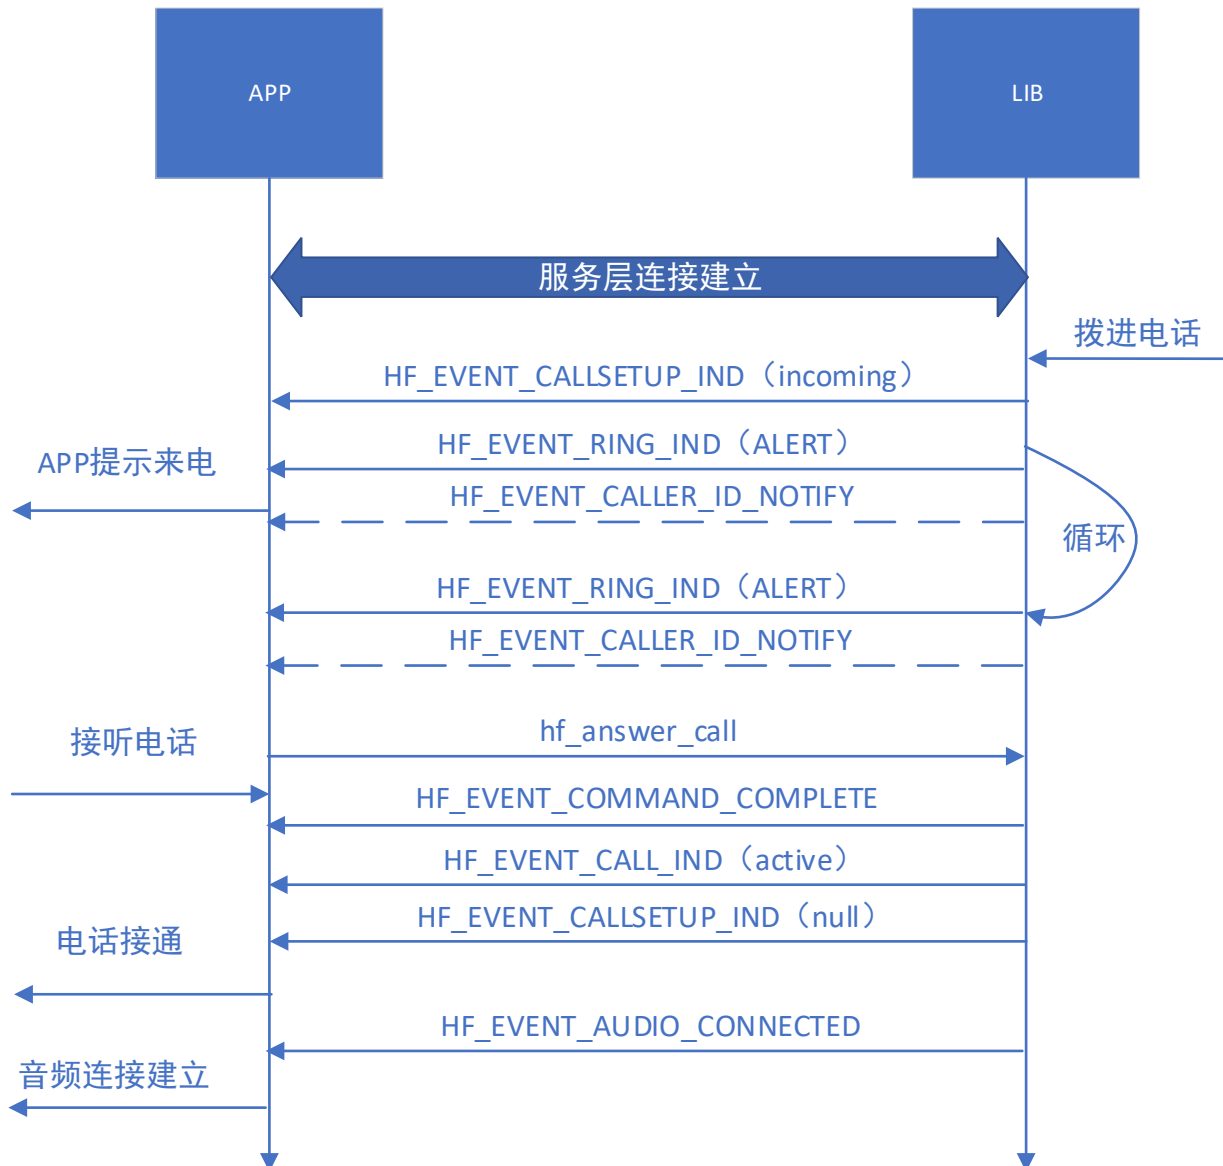 APP
LIB
服务层连接建立
拨进电话
HF_EVENT_CALLSETUP_IND（incoming）
HF_EVENT_RING_IND（ALERT）
APP提示来电
HF_EVENT_CALLER_ID_NOTIFY
循环
HF_EVENT_RING_IND（ALERT）
HF_EVENT_CALLER_ID_NOTIFY
接听电话
hf_answer_call
HF_EVENT_COMMAND_COMPLETE
HF_EVENT_CALL_IND（active）
HF_EVENT_CALLSETUP_IND（null）
电话接通
HF_EVENT_AUDIO_CONNECTED
音频连接建立